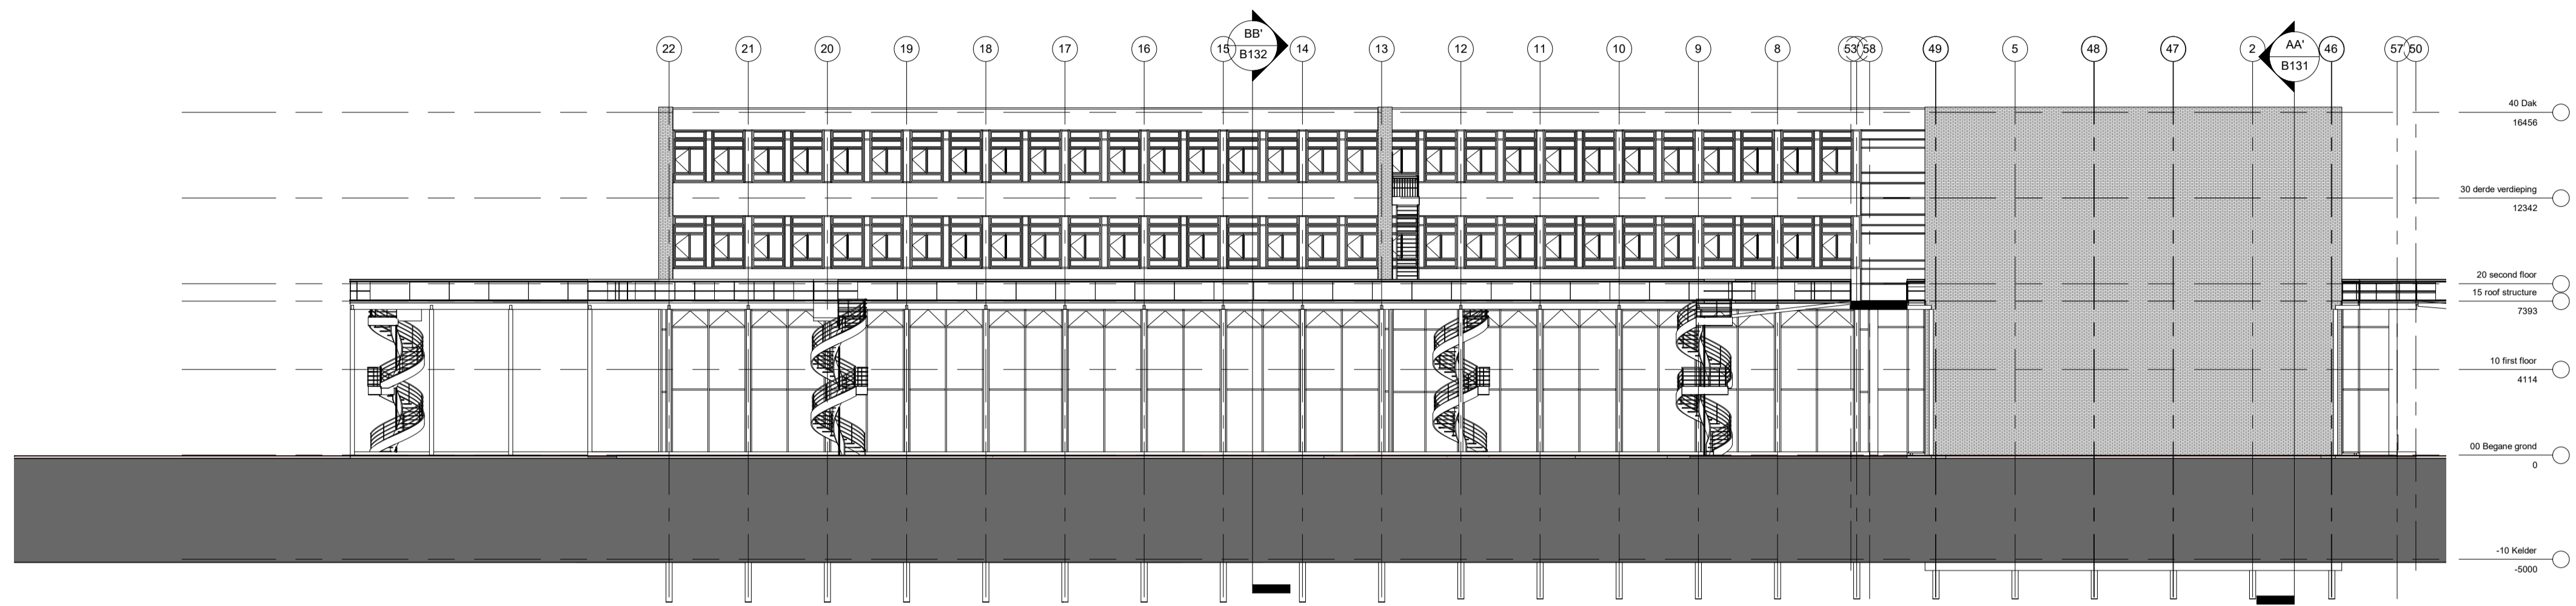 BB'
B132
AA'
B131
22
21
20
19
18
17
16
15
14
13
12
11
10
9
8
53
58
49
5
48
47
2
46
57
50
40 Dak
16456
30 derde verdieping
12342
20 second floor
15 roof structure
7393
10 first floor
4114
00 Begane grond
0
-10 Kelder
-5000